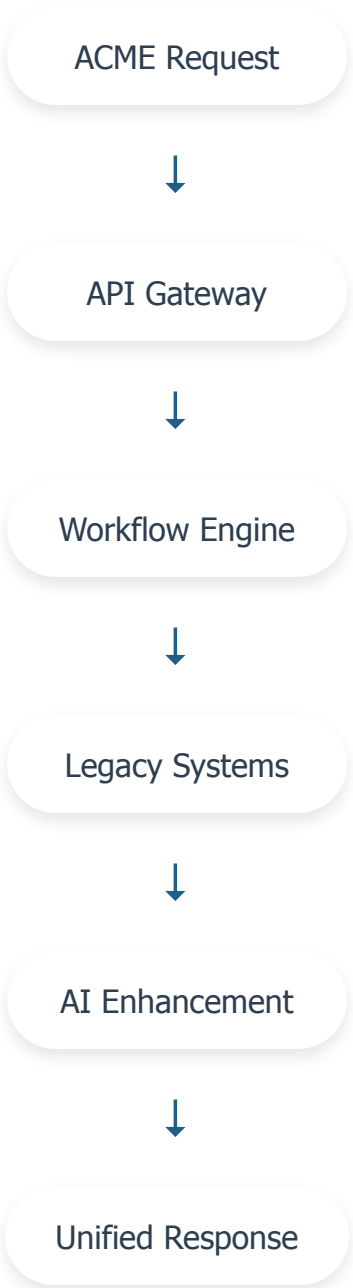 ACME Request
API Gateway
Workflow Engine
Legacy Systems
AI Enhancement
Unified Response